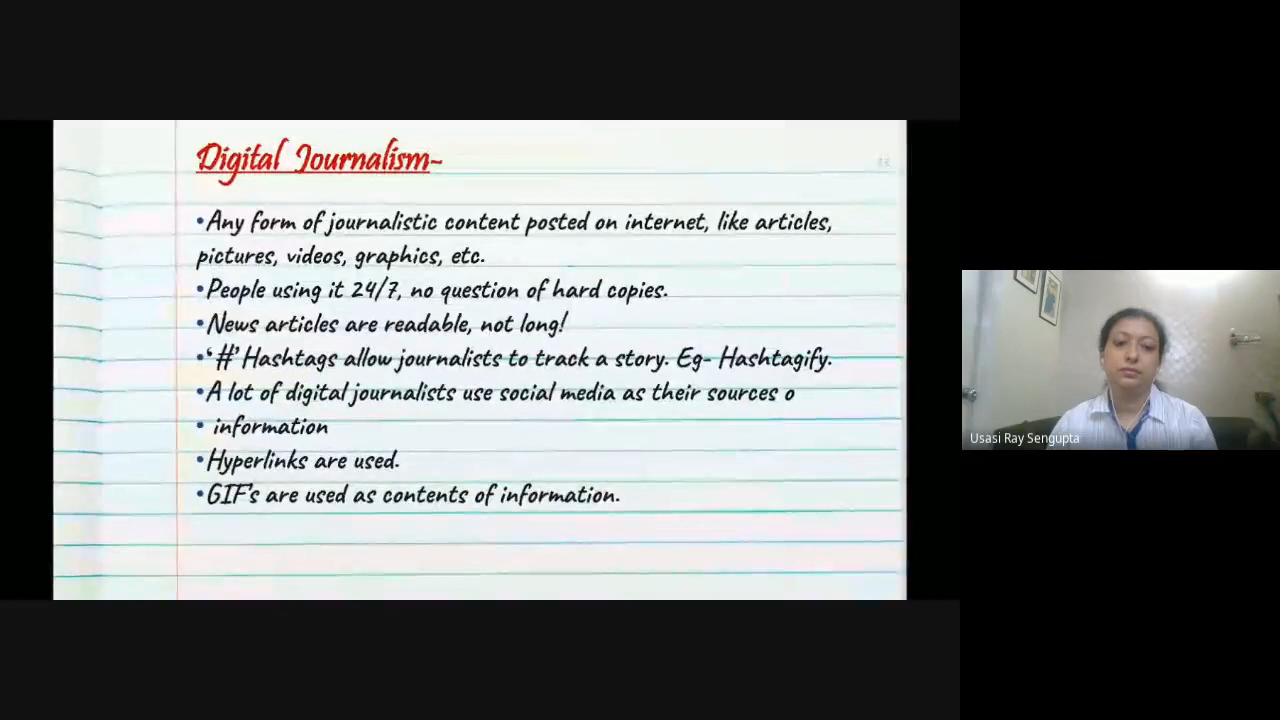 Digital Journalism-
•Any form of journalistic content posted on internet, like articles,
pictures, videos, graphics, etc.
•People using it 24/7, no question of hard copies.
•News articles are readable, not long!
•'#' Hashtags allow journalists to track a story. Eg- Hashtagify.
•A lot of digital journalists use social media as their sources o
• information
•Hyperlinks are used.
•GIF's are used as contents of information.
Usasi Ray Sengupta